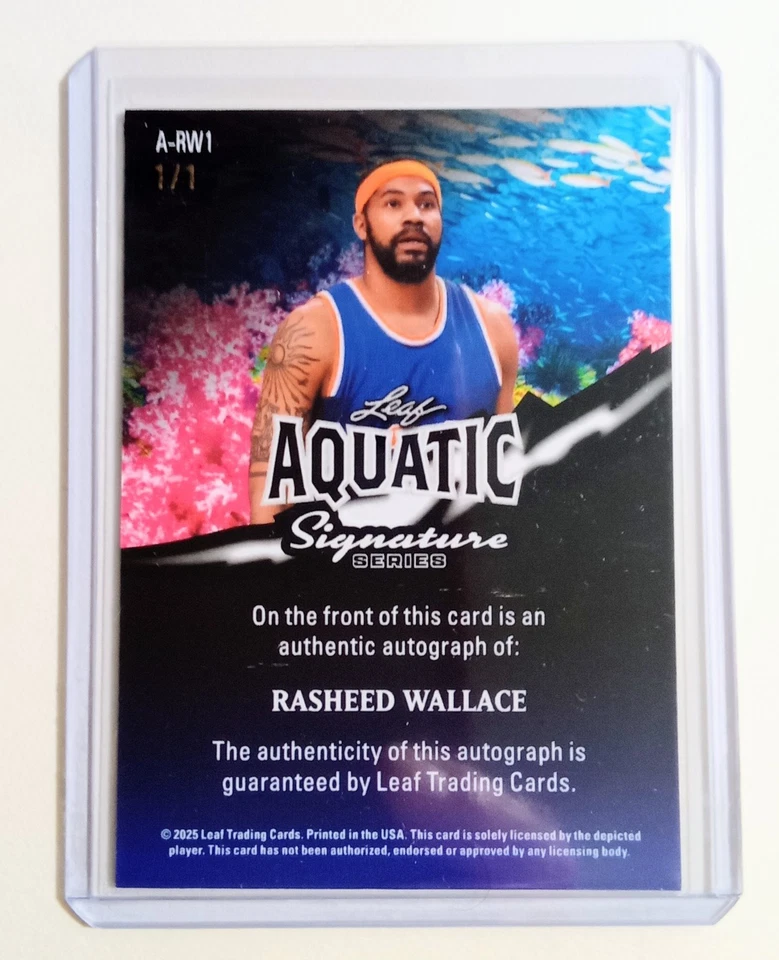 A-RW1
1/1
Leaf
AQUATIC
Signature
SERIES
On the front of this card is an
authentic autograph of:
RASHEED WALLACE
The authenticity of this autograph is
guaranteed by Leaf Trading Cards.
© 2025 Leaf Trading Cards. Printed in the USA. This card is solely licensed by the depicted
player. This card has not been authorized, endorsed or approved by any licensing body.